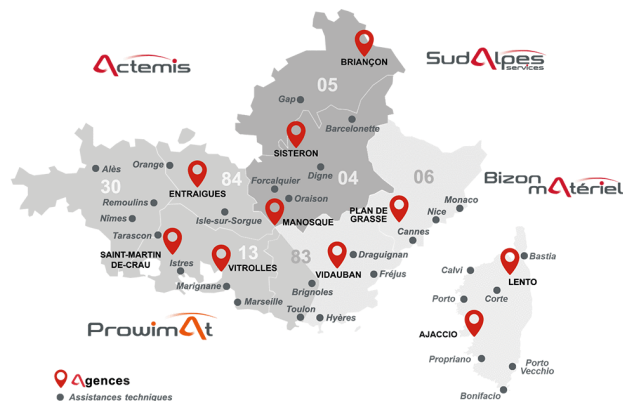 BRIANÇON
Actemis
SudAlpes
services
05
Gap
Barcelonette
SISTERON
Alès
Orange
30
ENTRAIGUES
84
Forcalquier
Digne
04
06
Bizon
mAtériel
Remoulins
Oraison
Nîmes
Isle-sur-Sorgue
MANOSQUE
PLAN DE
GRASSE
Monaco
Nice
Cannes
Tarascon
SAINT-MARTIN
DE-CRAU
13
83
Istres
VITROLLES
VIDAUBAN
Draguignan
Fréjus
Bastia
Calvi
LENTO
Marignane
Brignoles
Marseille
Toulon
Hyères
Porto
Corte
Prowimat
AJACCIO
Propriano
Porto
Vecchio
Bonifacio
Agences
Assistances techniques